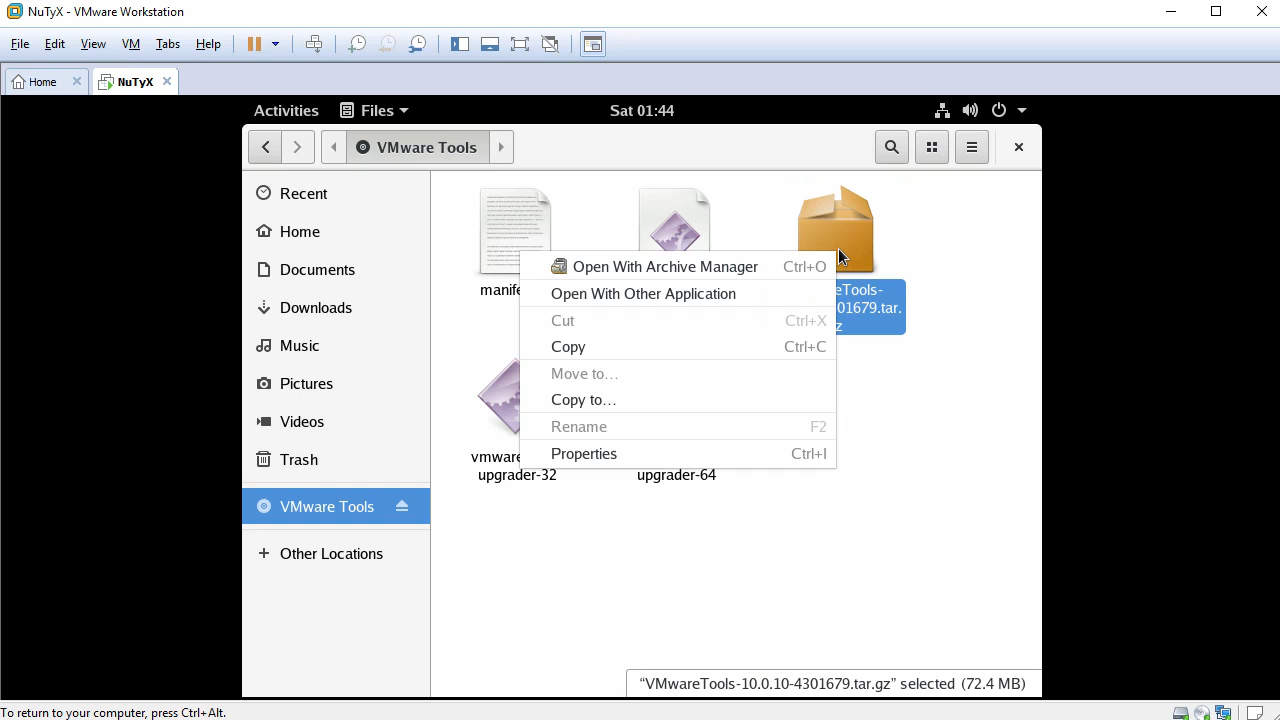 NuTyX - VMware Workstation
File Edit View VM Tabs Help
Home NuTyX
Activities Files Sat 01:44
VMware Tools
Recent
Home
Documents
Downloads
Music
Pictures
Videos
Trash
VMware Tools
Other Locations
manife
eTools-
01679.tar.
z
vmware
upgrader-32
upgrader-64
Open With Archive Manager Ctrl+O
Open With Other Application
Cut Ctrl+X
Copy Ctrl+C
Move to…
Copy to…
Rename F2
Properties Ctrl+I
“VMwareTools-10.0.10-4301679.tar.gz” selected (72.4 MB)
To return to your computer, press Ctrl+Alt.